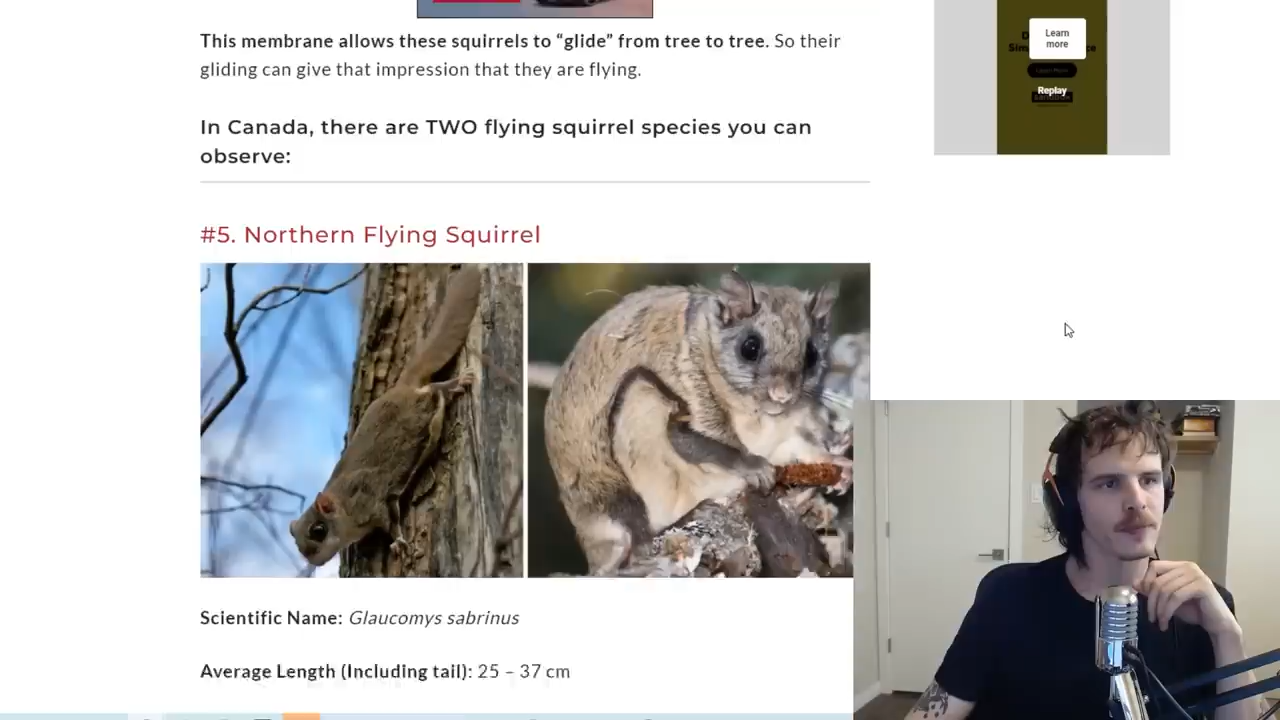 This membrane allows these squirrels to “glide” from tree to tree. So their
gliding can give that impression that they are flying.
In Canada, there are TWO flying squirrel species you can
observe:
#5. Northern Flying Squirrel
Scientific Name: Glaucomys sabrinus
Average Length (Including tail): 25 – 37 cm
Learn
more
Learn More
Replay